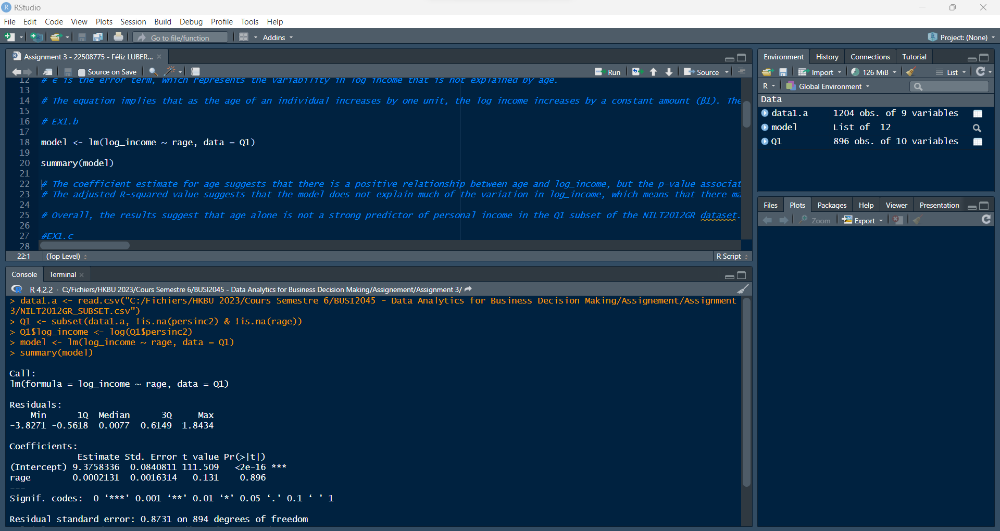 RStudio
File Edit Code View Plots Session Build Debug Profile Tools Help
Go to file/function Addins Project: (None)
Assignment 3 - 22508775 - Féliz LUBER...
Source on Save Run Source
12 # ϵ is the error term, which represents the variability in log income that is not explained by age.
13
14 # The equation implies that as the age of an individual increases by one unit, the log income increases by a constant amount (β1). The
15
16 # EX1.b
17
18 model <- lm(log_income ~ rage, data = Q1)
19
20 summary(model)
21
22 # The coefficient estimate for age suggests that there is a positive relationship between age and log_income, but the p-value associat
23 # The adjusted R-squared value suggests that the model does not explain much of the variation in log_income, which means that there ma
24
25 # Overall, the results suggest that age alone is not a strong predictor of personal income in the Q1 subset of the NILT2012GR dataset.
26
27 #EX1.c
28
22:1 (Top Level) R Script
Console Terminal
R 4.2.2 · C:/Fichiers/HKBU 2023/Cours Semestre 6/BUSI2045 - Data Analytics for Business Decision Making/Assignement/Assignment 3/
> data1.a <- read.csv("C:/Fichiers/HKBU 2023/Cours Semestre 6/BUSI2045 - Data Analytics for Business Decision Making/Assignement/Assignment
3/NILT2012GR_SUBSET.csv")
> Q1 <- subset(data1.a, !is.na(persinc2) & !is.na(rage))
> Q1$log_income <- log(Q1$persinc2)
> model <- lm(log_income ~ rage, data = Q1)
> summary(model)
Call:
lm(formula = log_income ~ rage, data = Q1)
Residuals:
Min 1Q Median 3Q Max
-3.8271 -0.5618 0.0077 0.6149 1.8434
Coefficients:
Estimate Std. Error t value Pr(>|t|)
(Intercept) 9.3758336 0.0840811 111.509 <2e-16 ***
rage 0.0002131 0.0016314 0.131 0.896
---
Signif. codes: 0 ‘***’ 0.001 ‘**’ 0.01 ‘*’ 0.05 ‘.’ 0.1 ‘ ’ 1
Residual standard error: 0.8731 on 894 degrees of freedom
Environment History Connections Tutorial
Import 126 MiB List
R Global Environment
Data
data1.a 1204 obs. of 9 variables
model List of 12
Q1 896 obs. of 10 variables
Files Plots Packages Help Viewer Presentation
Zoom Export